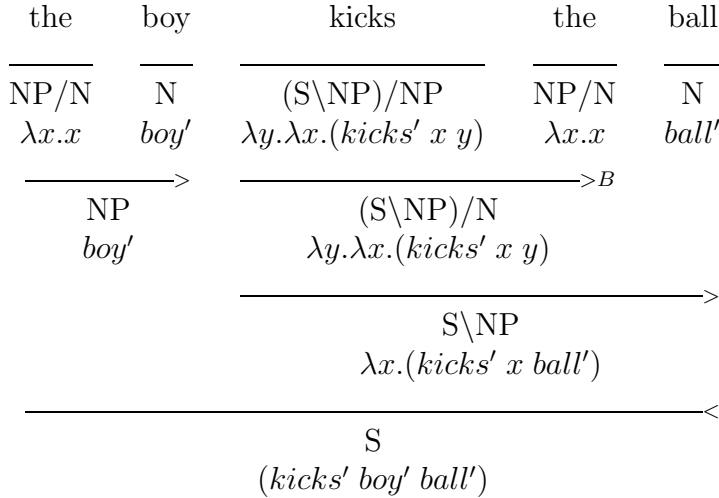 the boy kicks the ball
NP/N N (S\NP)/NP NP/N N
λx.x boy′ λy.λx.(kicks′ x y) λx.x ball′
> >B
NP (S\NP)/N
boy′ λy.λx.(kicks′ x y)
>
S\NP
λx.(kicks′ x ball′)
<
S
(kicks′ boy′ ball′)